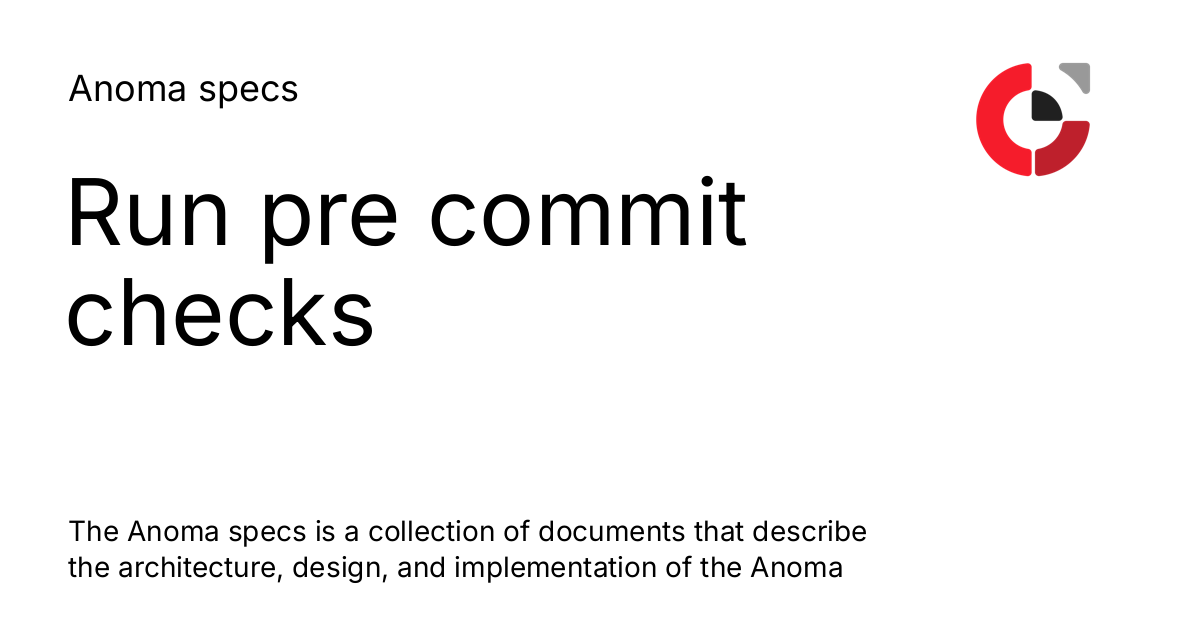 Anoma specs
Run pre commit
checks
The Anoma specs is a collection of documents that describe
the architecture, design, and implementation of the Anoma